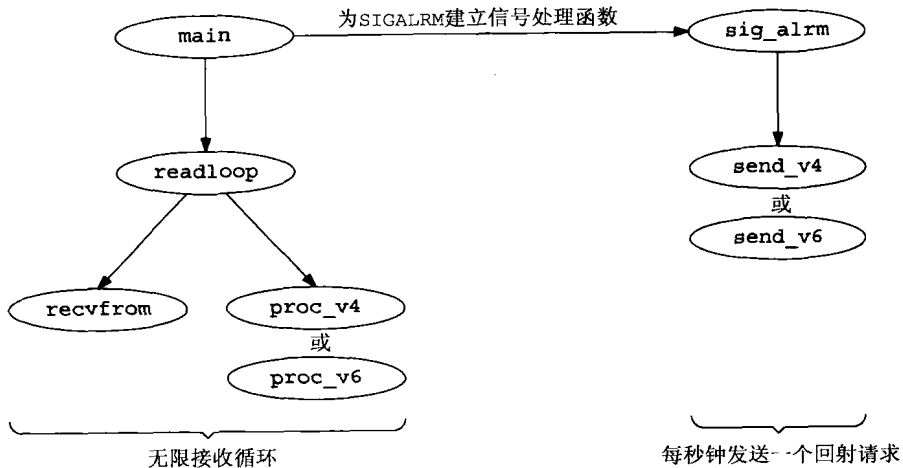 为SIGALRM建立信号处理函数
main
sig_alrm
readloop
send_v4
或
send_v6
recvfrom
proc_v4
或
proc_v6
无限接收循环
每秒钟发送一个回射请求